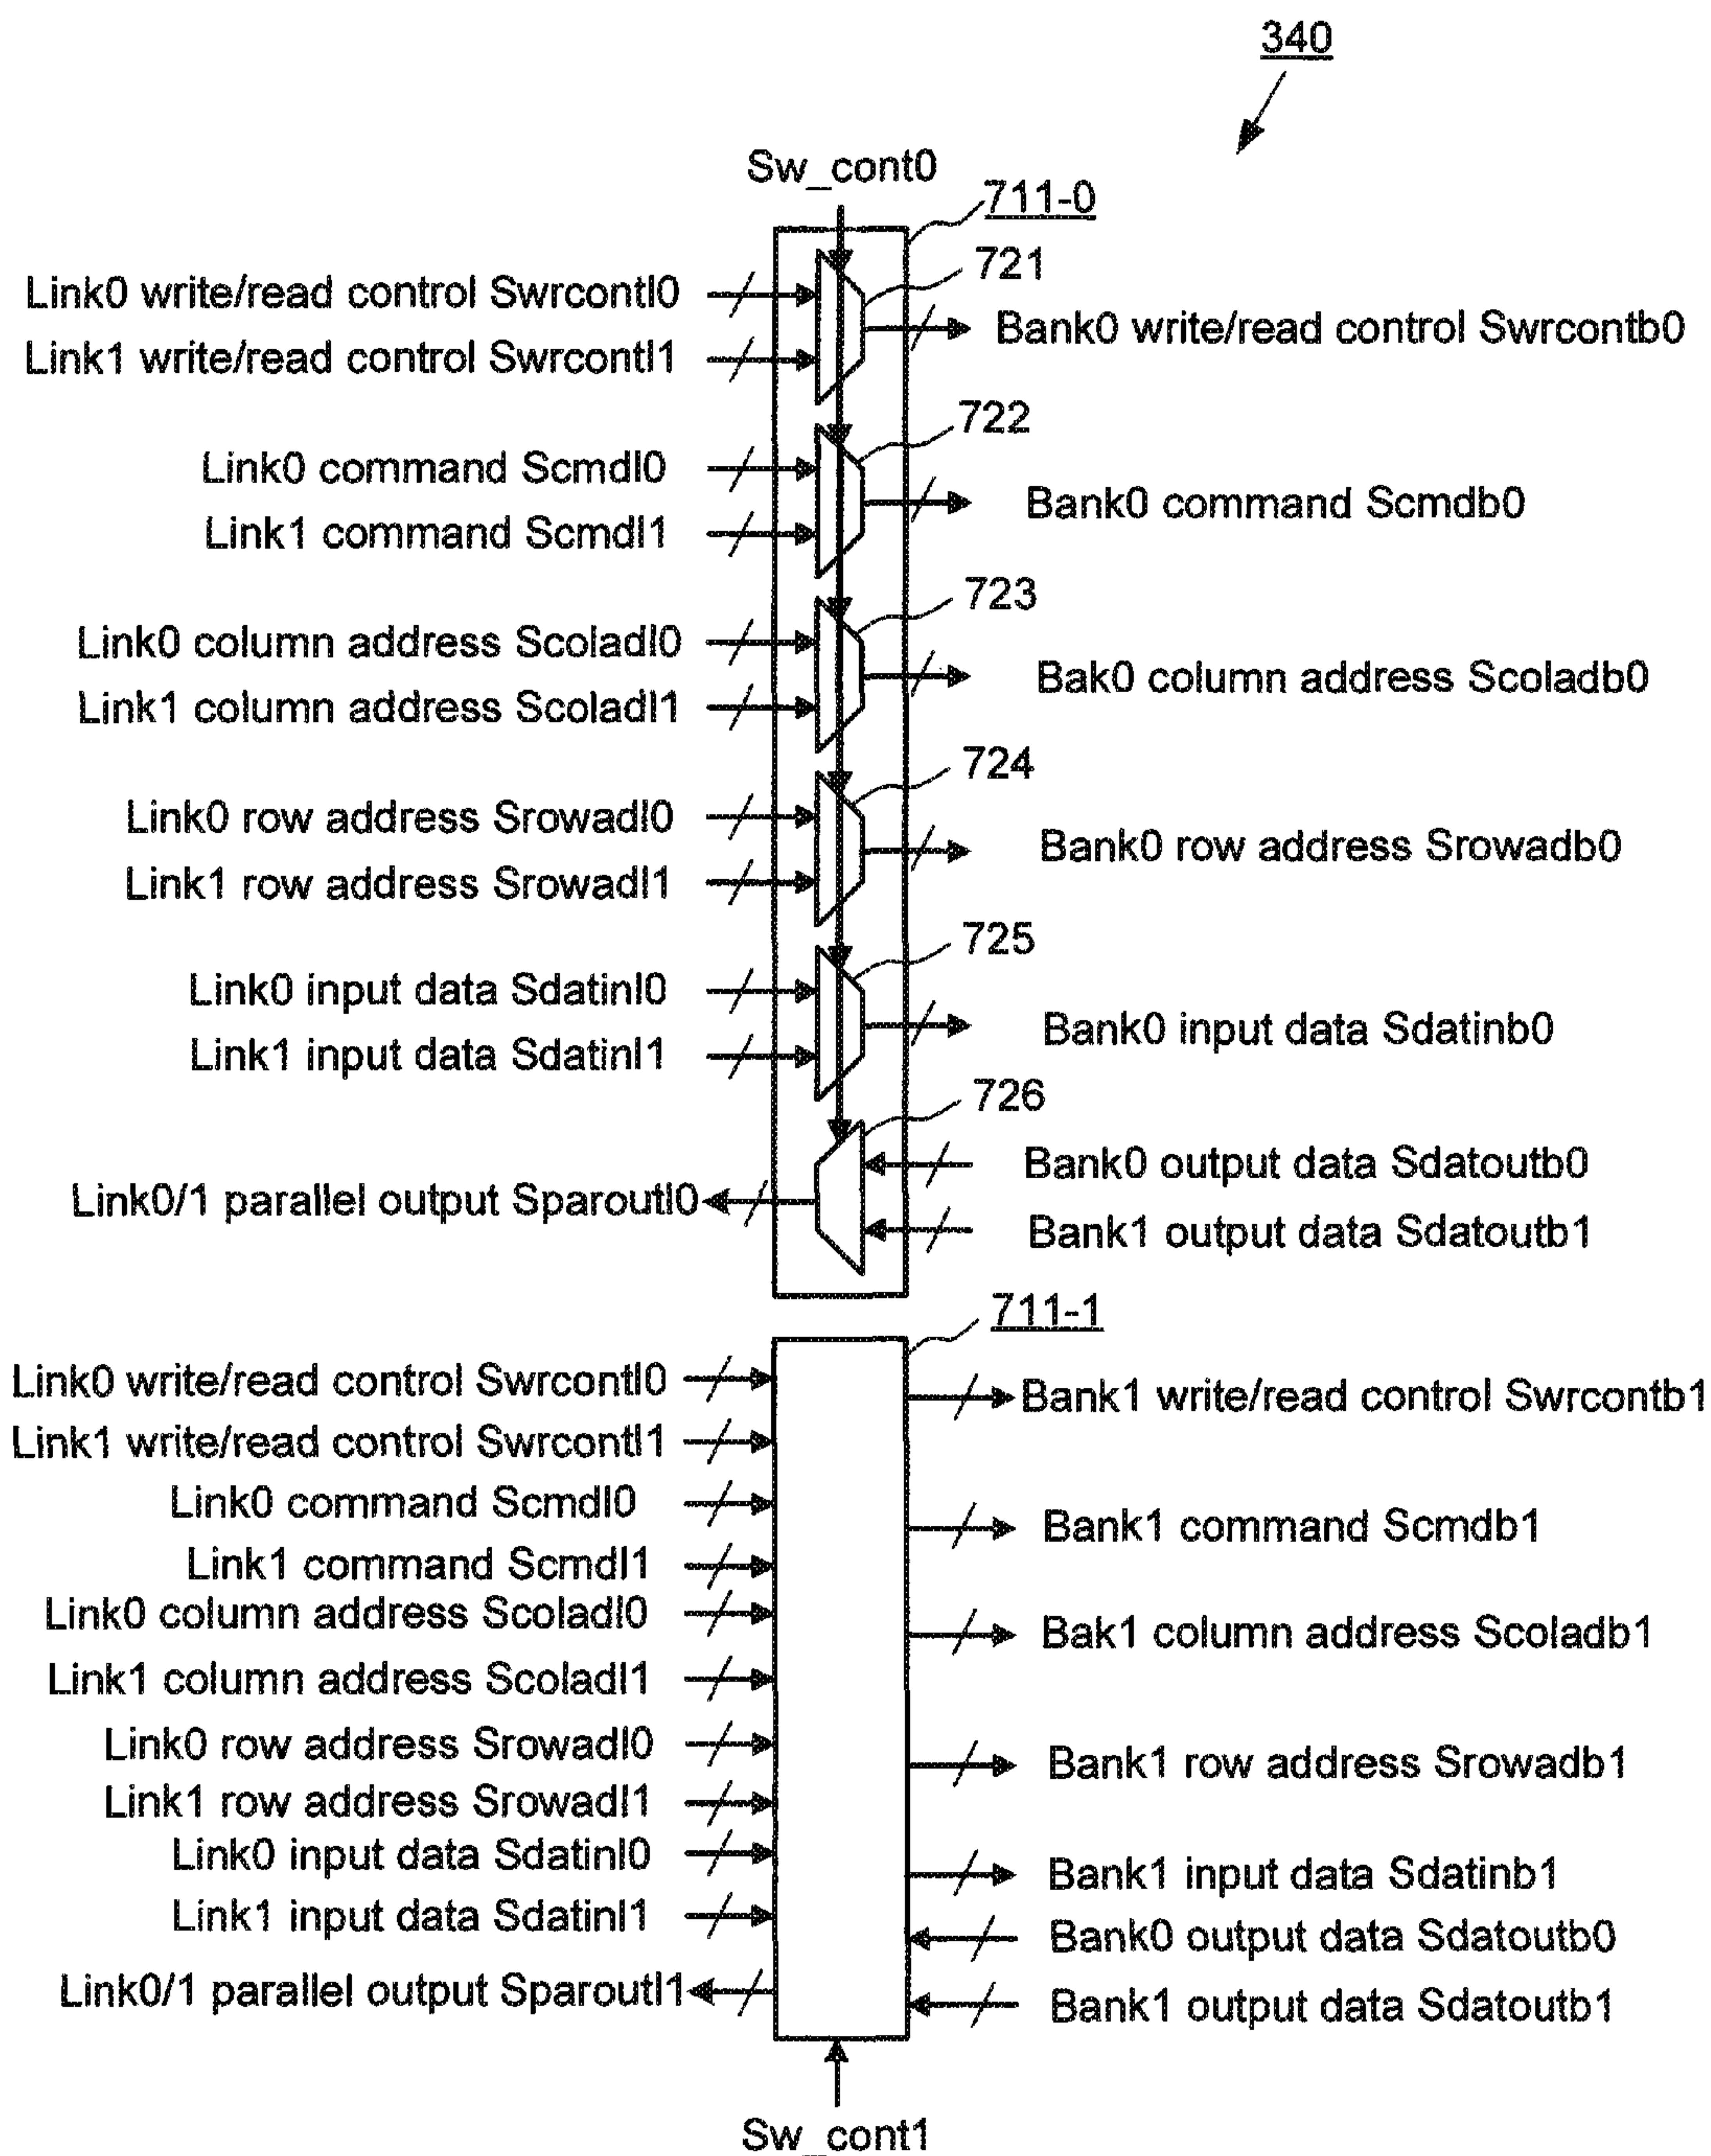 340
Sw_cont0
711-0
721
Link0 write/read control Swrcontl0
Link1 write/read control Swrcontl1
Bank0 write/read control Swrcontb0
722
Link0 command Scmdl0
Link1 command Scmdl1
Bank0 command Scmdb0
723
Link0 column address Scoladl0
Link1 column address Scoladl1
Bak0 column address Scoladb0
724
Link0 row address Srowadl0
Link1 row address Srowadl1
Bank0 row address Srowadb0
725
Link0 input data Sdatinl0
Link1 input data Sdatinl1
Bank0 input data Sdatinb0
726
Bank0 output data Sdatoutb0
Link0/1 parallel output Sparoutl0
Bank1 output data Sdatoutb1
711-1
Link0 write/read control Swrcontl0
Bank1 write/read control Swrcontb1
Link1 write/read control Swrcontl1
Link0 command Scmdl0
Bank1 command Scmdb1
Link1 command Scmdl1
Link0 column address Scoladl0
Bak1 column address Scoladb1
Link1 column address Scoladl1
Link0 row address Srowadl0
Bank1 row address Srowadb1
Link1 row address Srowadl1
Link0 input data Sdatinl0
Bank1 input data Sdatinb1
Link1 input data Sdatinl1
Bank0 output data Sdatoutb0
Link0/1 parallel output Sparoutl1
Bank1 output data Sdatoutb1
Sw_cont1